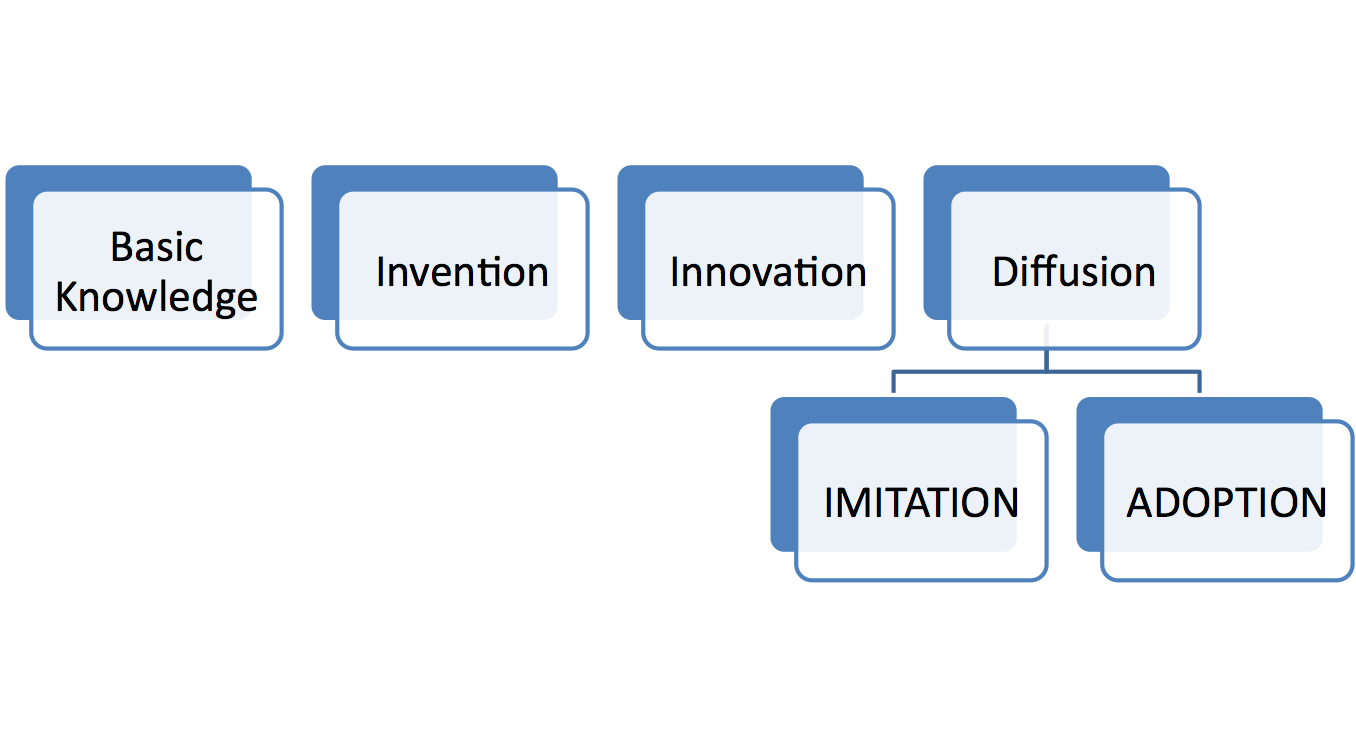 Basic
Knowledge
Invention
Innovation
Diffusion
IMITATION
ADOPTION